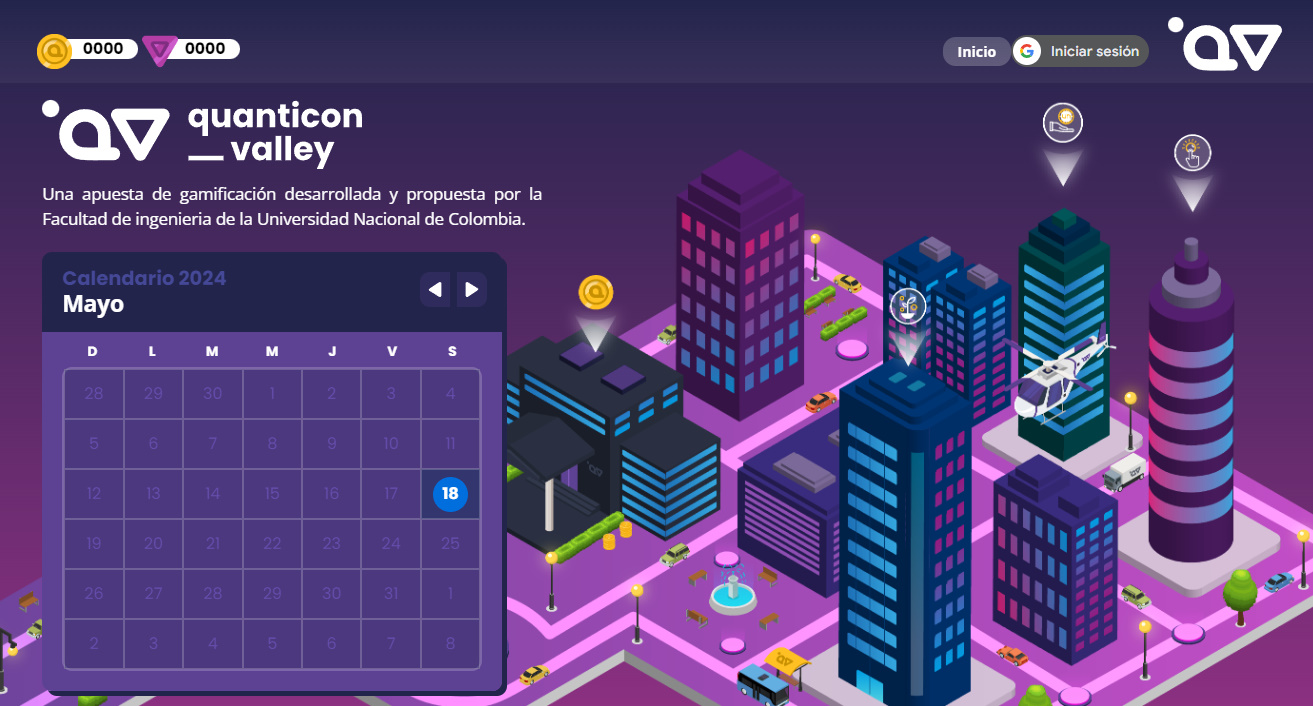 0000 0000 Inicio Iniciar sesión
quanticon
_ valley
Una apuesta de gamificación desarrollada y propuesta por la
Facultad de ingenieria de la Universidad Nacional de Colombia.
Calendario 2024
Mayo
D L M M J V S
28 29 30 1 2 3 4
5 6 7 8 9 10 11
12 13 14 15 16 17 18
19 20 21 22 23 24 25
26 27 28 29 30 31 1
2 3 4 5 6 7 8